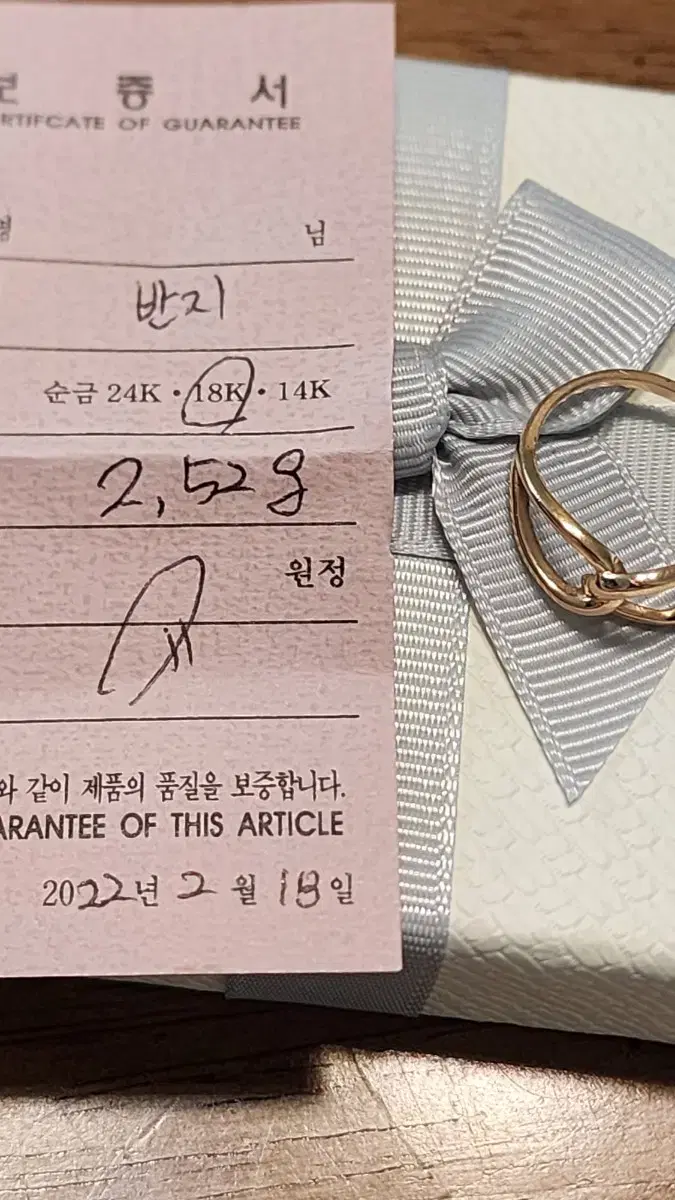 보증서
RTIFCATE OF GUARANTEE
님
반지
순금 24K · 18K · 14K
2,52g
원정
와 같이 제품의 품질을 보증합니다.
ARANTEE OF THIS ARTICLE
2022년 2월 18일